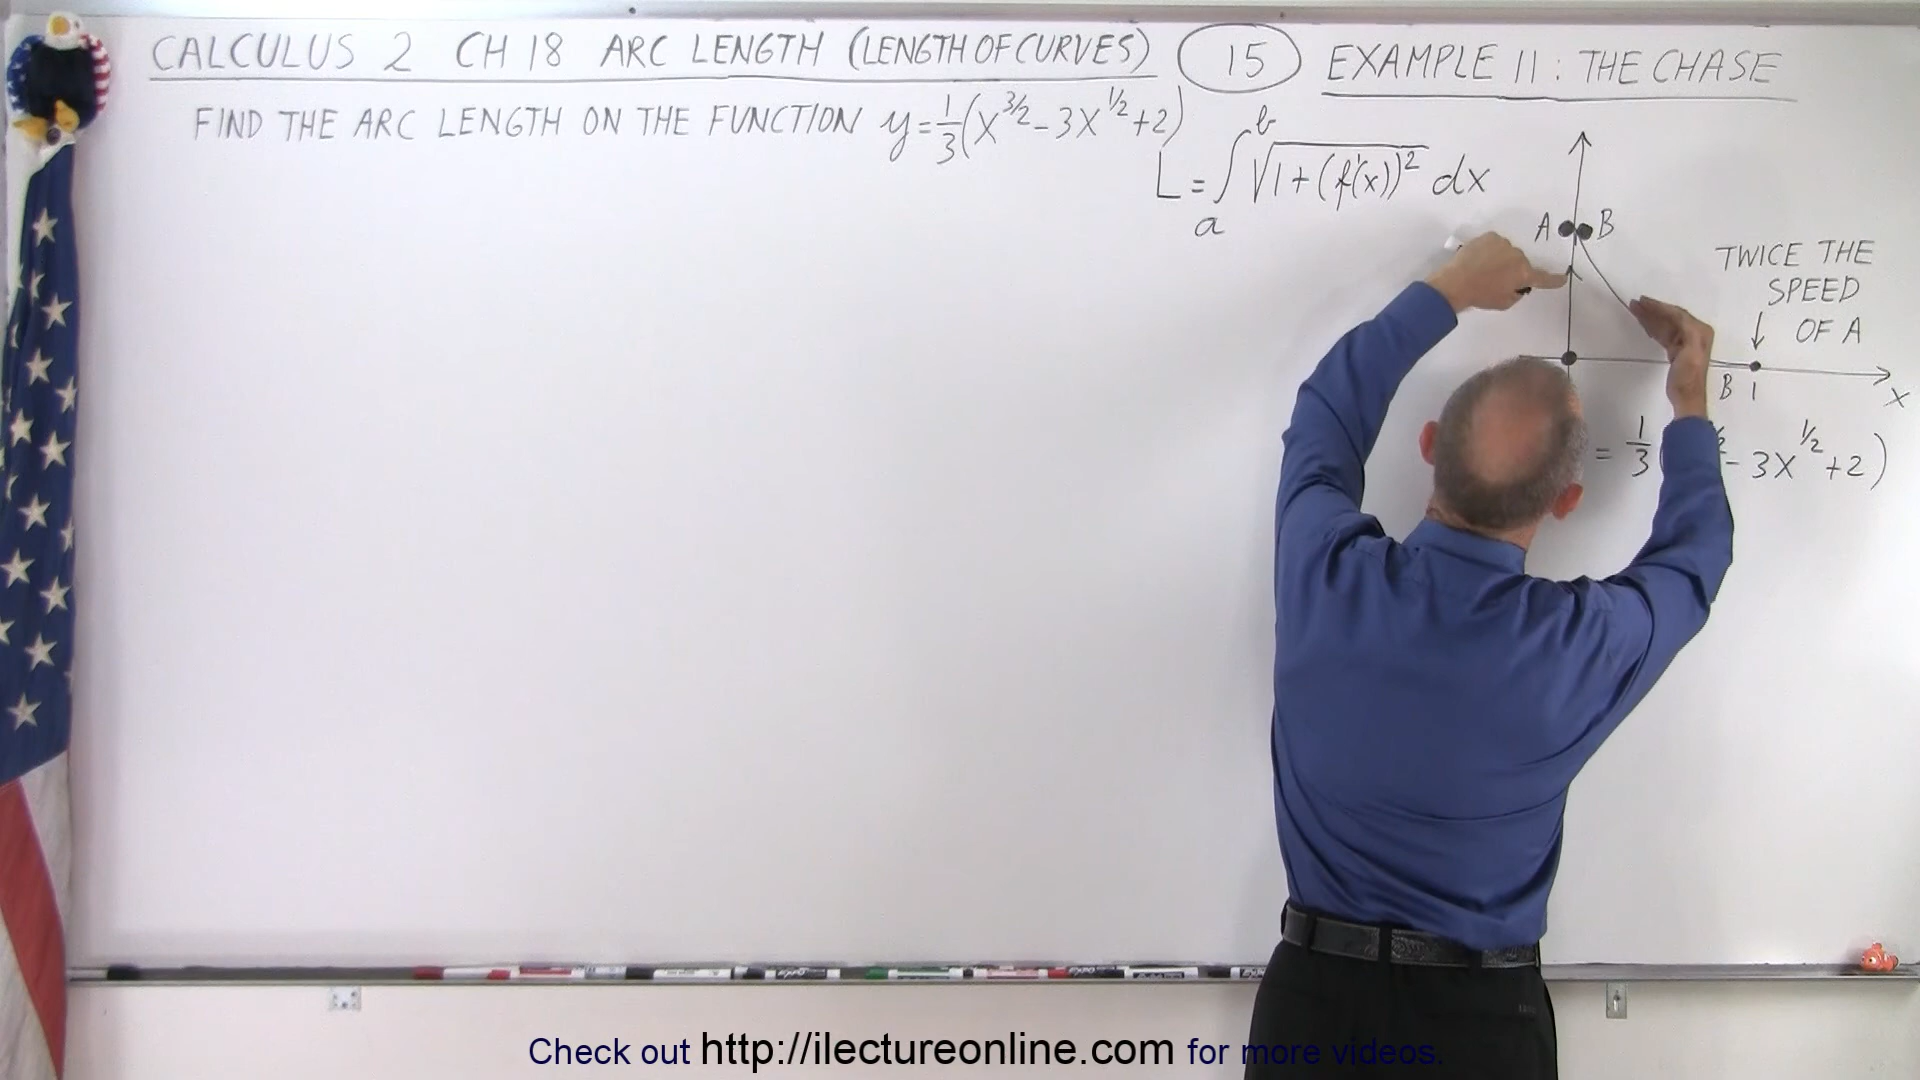 CALCULUS 2 CH 18 ARC LENGTH (LENGTH OF CURVES) 15 EXAMPLE 11: THE CHASE
FIND THE ARC LENGTH ON THE FUNCTION y=1/3(x^3/2-3x^1/2+2)
L=∫_a^b √1+(f'(x))^2 dx
A B
TWICE THE
SPEED
OF A
B 1
x
= 1/3 ( - 3x^1/2 +2)
Check out http://ilectureonline.com for more videos.